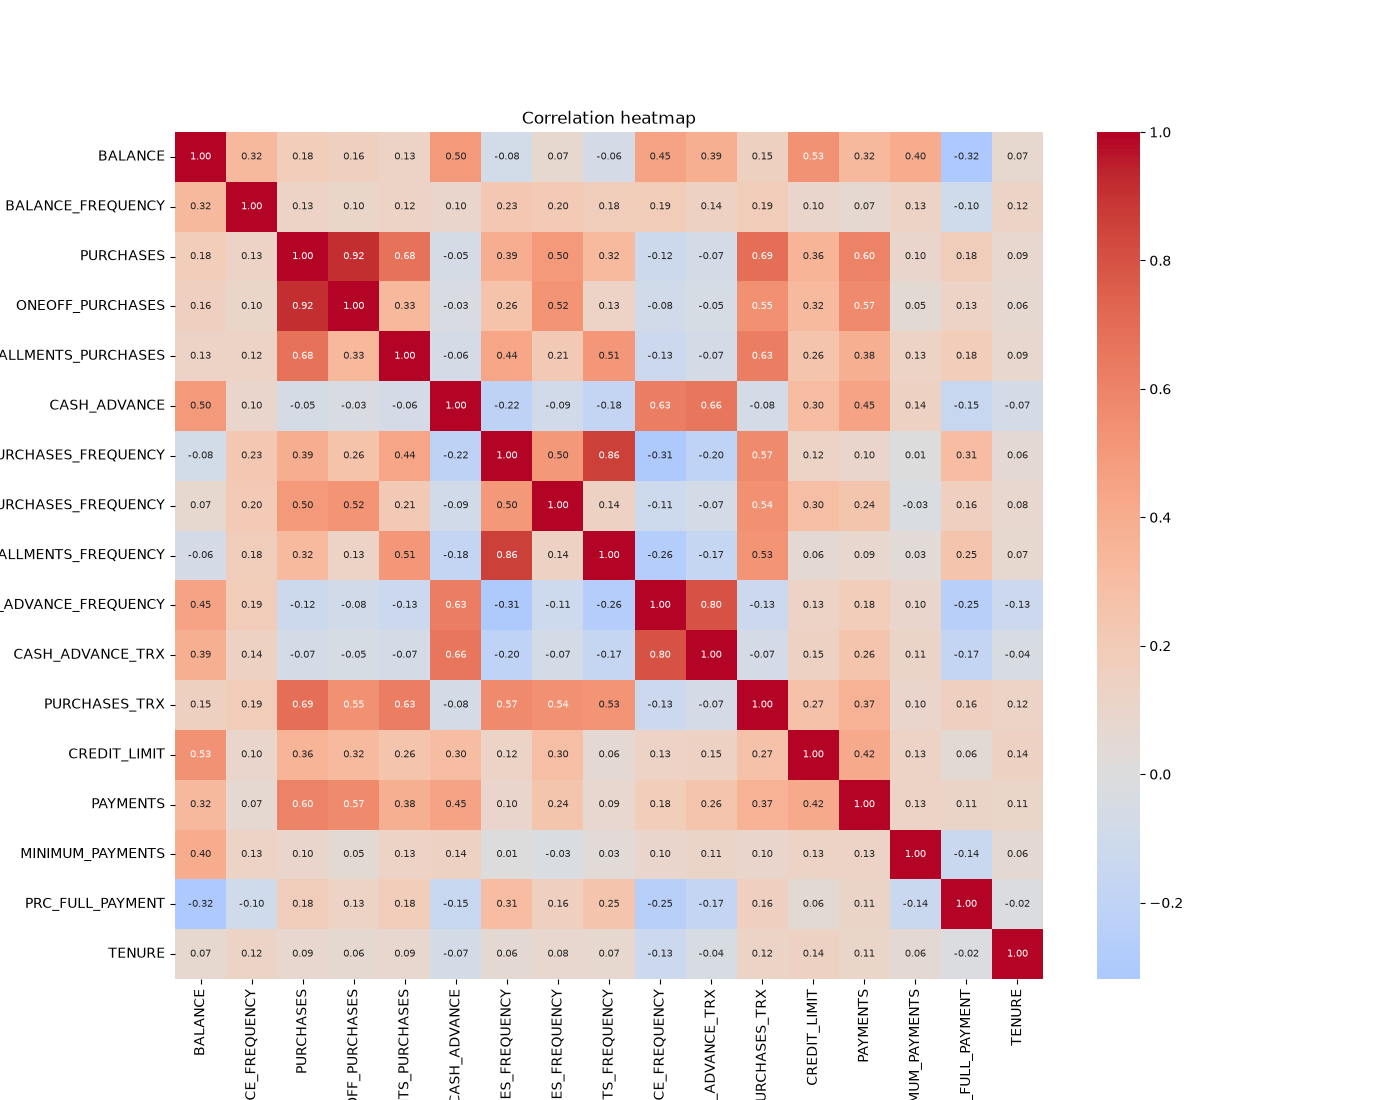 Correlation heatmap
BALANCE 1.00 0.32 0.18 0.16 0.13 0.50 -0.08 0.07 -0.06 0.45 0.39 0.15 0.53 0.32 0.40 -0.32 0.07
BALANCE_FREQUENCY 0.32 1.00 0.13 0.10 0.12 0.10 0.23 0.20 0.18 0.19 0.14 0.19 0.10 0.07 0.13 -0.10 0.12
PURCHASES 0.18 0.13 1.00 0.92 0.68 -0.05 0.39 0.50 0.32 -0.12 -0.07 0.69 0.36 0.60 0.10 0.18 0.09
ONEOFF_PURCHASES 0.16 0.10 0.92 1.00 0.33 -0.03 0.26 0.52 0.13 -0.08 -0.05 0.55 0.32 0.57 0.05 0.13 0.06
ALLMENTS_PURCHASES 0.13 0.12 0.68 0.33 1.00 -0.06 0.44 0.21 0.51 -0.13 -0.07 0.63 0.26 0.38 0.13 0.18 0.09
CASH_ADVANCE 0.50 0.10 -0.05 -0.03 -0.06 1.00 -0.22 -0.09 -0.18 0.63 0.66 -0.08 0.30 0.45 0.14 -0.15 -0.07
URCHASES_FREQUENCY -0.08 0.23 0.39 0.26 0.44 -0.22 1.00 0.50 0.86 -0.31 -0.20 0.57 0.12 0.10 0.01 0.31 0.06
URCHASES_FREQUENCY 0.07 0.20 0.50 0.52 0.21 -0.09 0.50 1.00 0.14 -0.11 -0.07 0.54 0.30 0.24 -0.03 0.16 0.08
ALLMENTS_FREQUENCY -0.06 0.18 0.32 0.13 0.51 -0.18 0.86 0.14 1.00 -0.26 -0.17 0.53 0.06 0.09 0.03 0.25 0.07
_ADVANCE_FREQUENCY 0.45 0.19 -0.12 -0.08 -0.13 0.63 -0.31 -0.11 -0.26 1.00 0.80 -0.13 0.13 0.18 0.10 -0.25 -0.13
CASH_ADVANCE_TRX 0.39 0.14 -0.07 -0.05 -0.07 0.66 -0.20 -0.07 -0.17 0.80 1.00 -0.07 0.15 0.26 0.11 -0.17 -0.04
PURCHASES_TRX 0.15 0.19 0.69 0.55 0.63 -0.08 0.57 0.54 0.53 -0.13 -0.07 1.00 0.27 0.37 0.10 0.16 0.12
CREDIT_LIMIT 0.53 0.10 0.36 0.32 0.26 0.30 0.12 0.30 0.06 0.13 0.15 0.27 1.00 0.42 0.13 0.06 0.14
PAYMENTS 0.32 0.07 0.60 0.57 0.38 0.45 0.10 0.24 0.09 0.18 0.26 0.37 0.42 1.00 0.13 0.11 0.11
MINIMUM_PAYMENTS 0.40 0.13 0.10 0.05 0.13 0.14 0.01 -0.03 0.03 0.10 0.11 0.10 0.13 0.13 1.00 -0.14 0.06
PRC_FULL_PAYMENT -0.32 -0.10 0.18 0.13 0.18 -0.15 0.31 0.16 0.25 -0.25 -0.17 0.16 0.06 0.11 -0.14 1.00 -0.02
TENURE 0.07 0.12 0.09 0.06 0.09 -0.07 0.06 0.08 0.07 -0.13 -0.04 0.12 0.14 0.11 0.06 -0.02 1.00
BALANCE
CE_FREQUENCY
PURCHASES
OFF_PURCHASES
TS_PURCHASES
CASH_ADVANCE
ES_FREQUENCY
ES_FREQUENCY
TS_FREQUENCY
CE_FREQUENCY
_ADVANCE_TRX
URCHASES_TRX
CREDIT_LIMIT
PAYMENTS
MUM_PAYMENTS
_FULL_PAYMENT
TENURE
1.0
0.8
0.6
0.4
0.2
0.0
−0.2